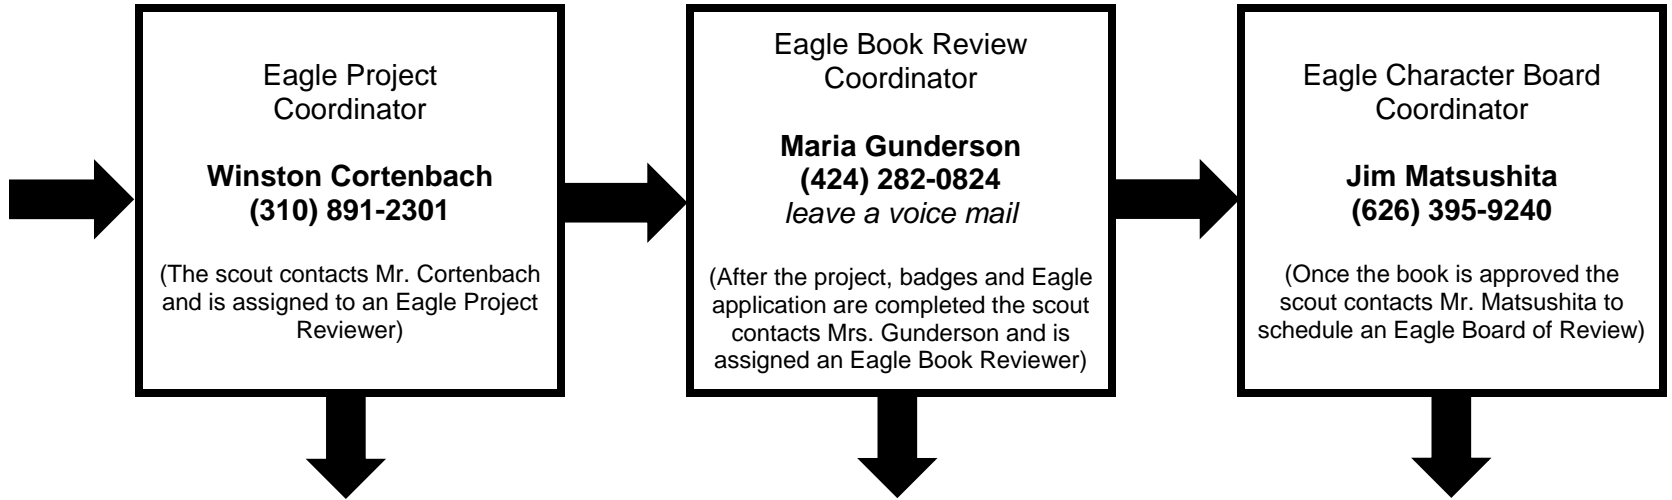 Eagle Project
Coordinator
Winston Cortenbach
(310) 891-2301
(The scout contacts Mr. Cortenbach
and is assigned to an Eagle Project
Reviewer)
Eagle Book Review
Coordinator
Maria Gunderson
(424) 282-0824
leave a voice mail
(After the project, badges and Eagle
application are completed the scout
contacts Mrs. Gunderson and is
assigned an Eagle Book Reviewer)
Eagle Character Board
Coordinator
Jim Matsushita
(626) 395-9240
(Once the book is approved the
scout contacts Mr. Matsushita to
schedule an Eagle Board of Review)